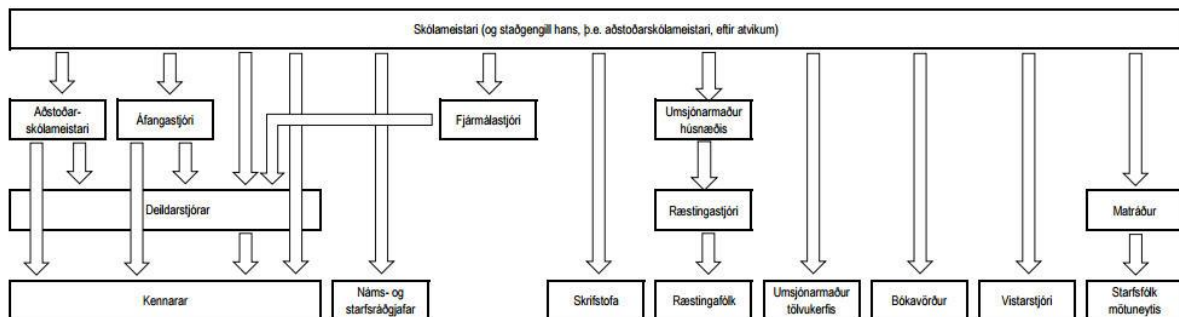 Skólameistari (og staðgengill hans, þ.e. aðstoðarskólameistari, eftir atvikum)
Aðstoðar-
skólameistari
Áfangastjóri
Fjármálastjóri
Umsjónarmaður
húsnæðis
Deildarstjórar
Ræstingastjóri
Matráður
Kennarar
Náms- og
starfsráðgjafar
Skrifstofa
Ræstingafólk
Umsjónarmaður
tölvukerfis
Bókavörður
Vistarstjóri
Starfsfólk
mötuneytis